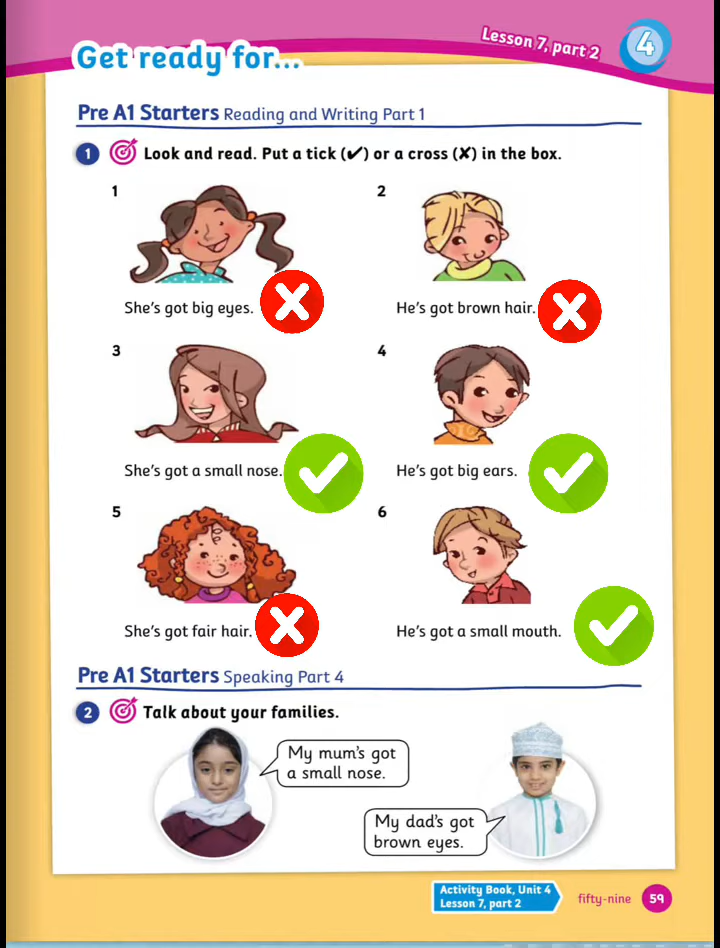 Lesson 7, part 2
4
Get ready for...
Pre A1 Starters Reading and Writing Part 1
1 Look and read. Put a tick (✔) or a cross (✘) in the box.
1
2
She's got big eyes.
He's got brown hair.
3
4
She's got a small nose.
He's got big ears.
5
6
She's got fair hair.
He's got a small mouth.
Pre A1 Starters Speaking Part 4
2 Talk about your families.
My mum's got
a small nose.
My dad's got
brown eyes.
Activity Book, Unit 4
Lesson 7, part 2
fifty-nine 59